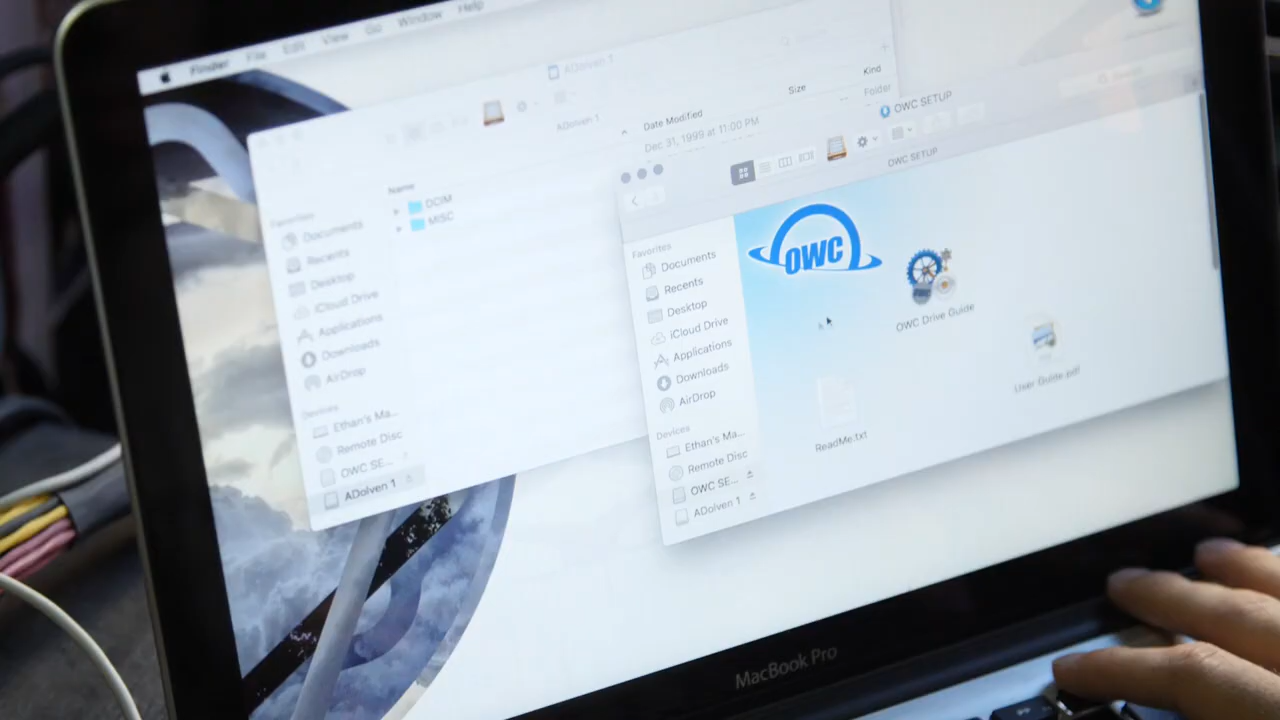 Finder File Edit View Go Window Help
ADolven 1
ADolven 1
Name
Date Modified
Size
Kind
Dec 31, 1999 at 11:00 PM
--
Folder
DCIM
MISC
Favorites
Documents
Recents
Desktop
iCloud Drive
Applications
Downloads
AirDrop
Devices
Ethan's Ma...
Remote Disc
OWC SE...
ADolven 1
OWC SETUP
Search
OWC SETUP
Favorites
Documents
Recents
Desktop
iCloud Drive
Applications
Downloads
AirDrop
Devices
Ethan's Ma...
Remote Disc
OWC SE...
ADolven 1
OWC
OWC Drive Guide
User Guide.pdf
ReadMe.txt
MacBook Pro